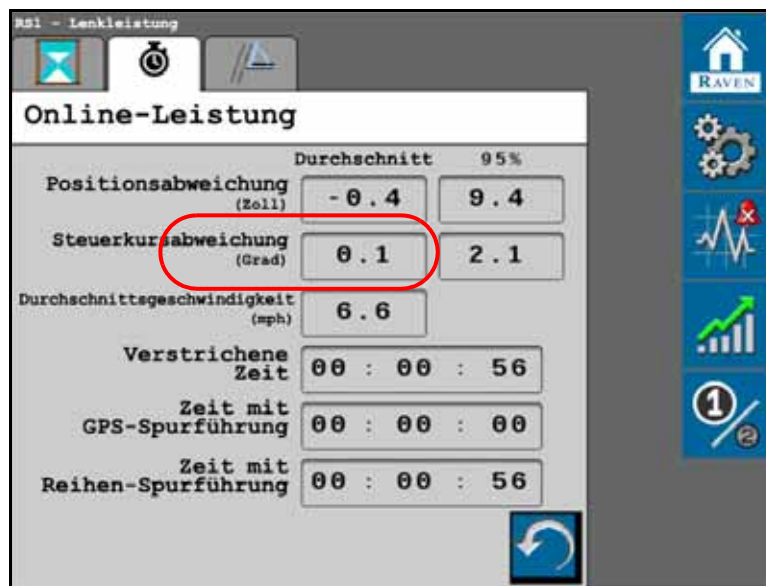 RS1 - Lenkleistung
RAVEN
Online-Leistung
Durchschnitt 95%
Positionsabweichung
(Zoll) -0.4 9.4
Steuerkursabweichung
(Grad) 0.1 2.1
Durchschnittsgeschwindigkeit
(mph) 6.6
Verstrichene
Zeit 00 : 00 : 56
Zeit mit
GPS-Spurführung 00 : 00 : 00
Zeit mit
Reihen-Spurführung 00 : 00 : 56
1/2